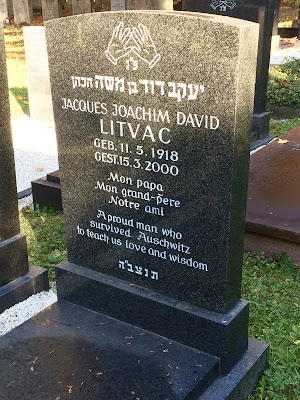 פ"נ
יעקב דוד בן משה הכהן
JACQUES JOACHIM DAVID
LITVAC
GEB. 11. 5. 1918
GEST. 15. 3. 2000
Mon papa
Mon grand-père
Notre ami
A proud man who
survived Auschwitz
to teach us love and wisdom
תנצב"ה